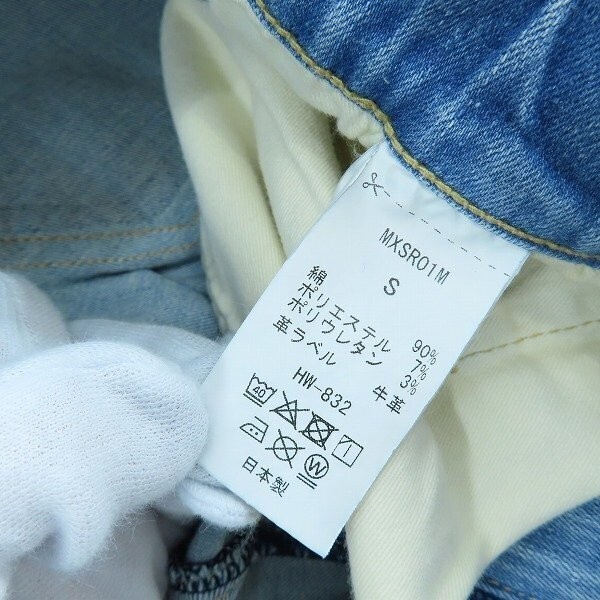 MXSR01M
S
綿 90%
ポリエステル 7%
ポリウレタン 3%
革ラベル 牛革
HW-832
40
W
日本製